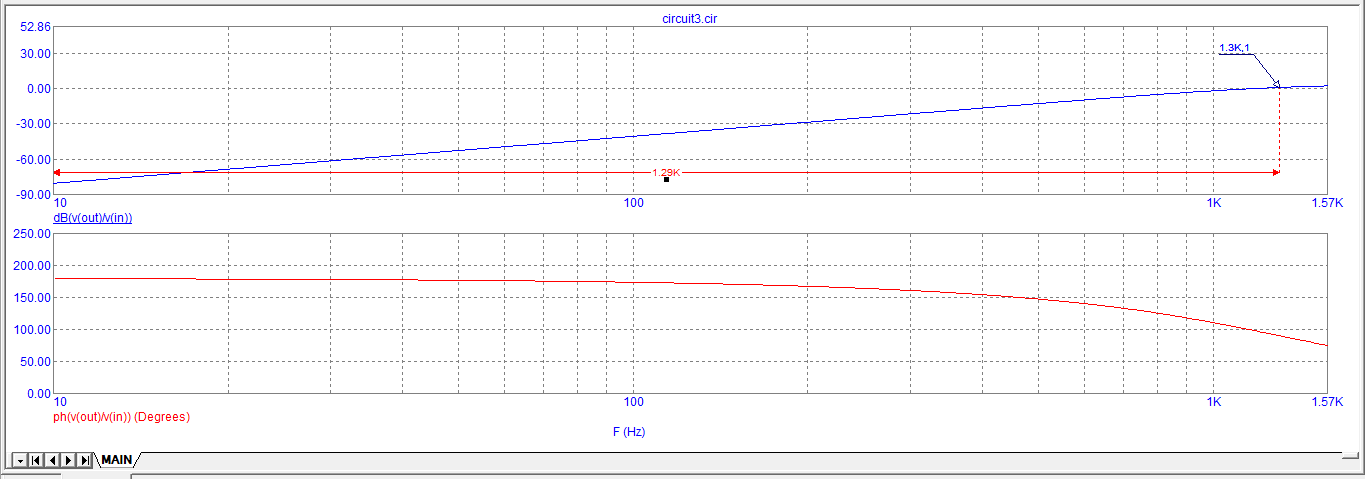 circuit3.cir
52.86
30.00
0.00
-30.00
-60.00
-90.00
1.3K,1
1.29K
10 100 1K 1.57K
dB(v(out)/v(in))
250.00
200.00
150.00
100.00
50.00
0.00
10 100 1K 1.57K
ph(v(out)/v(in)) (Degrees)
F (Hz)
MAIN